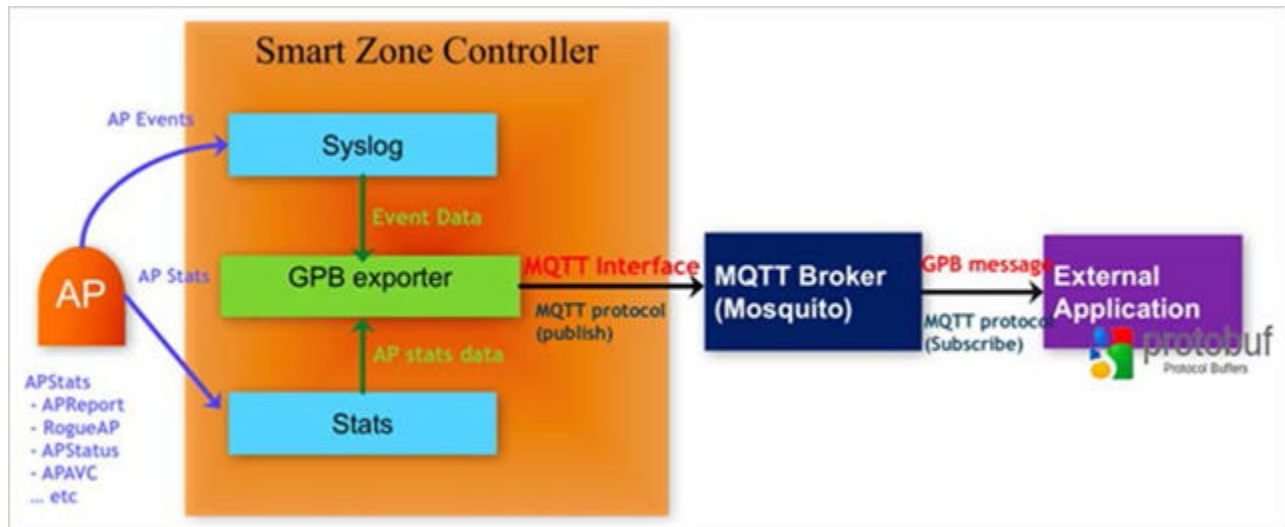 Smart Zone Controller
AP Events
Syslog
Event Data
AP
AP Stats
GPB exporter
MQTT Interface
MQTT protocol
(publish)
MQTT Broker
(Mosquito)
GPB message
MQTT protocol
(Subscribe)
External
Application
protobuf
Protocol Buffers
AP stats data
Stats
APStats
- APReport
- RogueAP
- APStatus
- APAVC
... etc